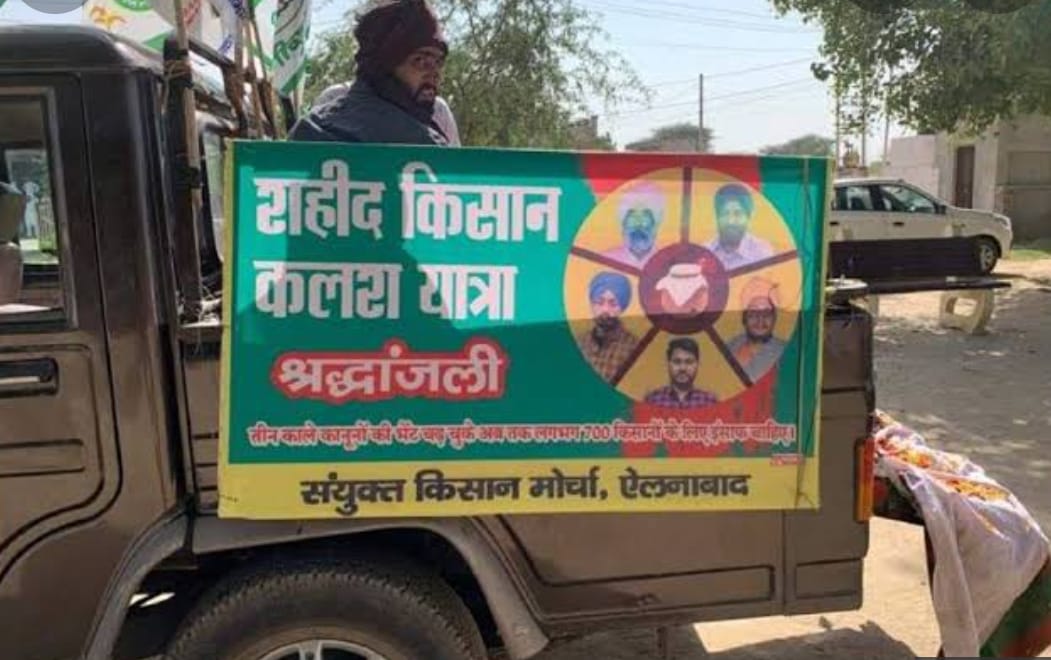 शहीद किसान
कलश यात्रा
श्रद्धांजली
तीन काले कानूनों की भेंट चढ़ चुके अब तक लगभग 700 किसानों के लिए इंसाफ चाहिए।
संयुक्त किसान मोर्चा, ऐलनाबाद